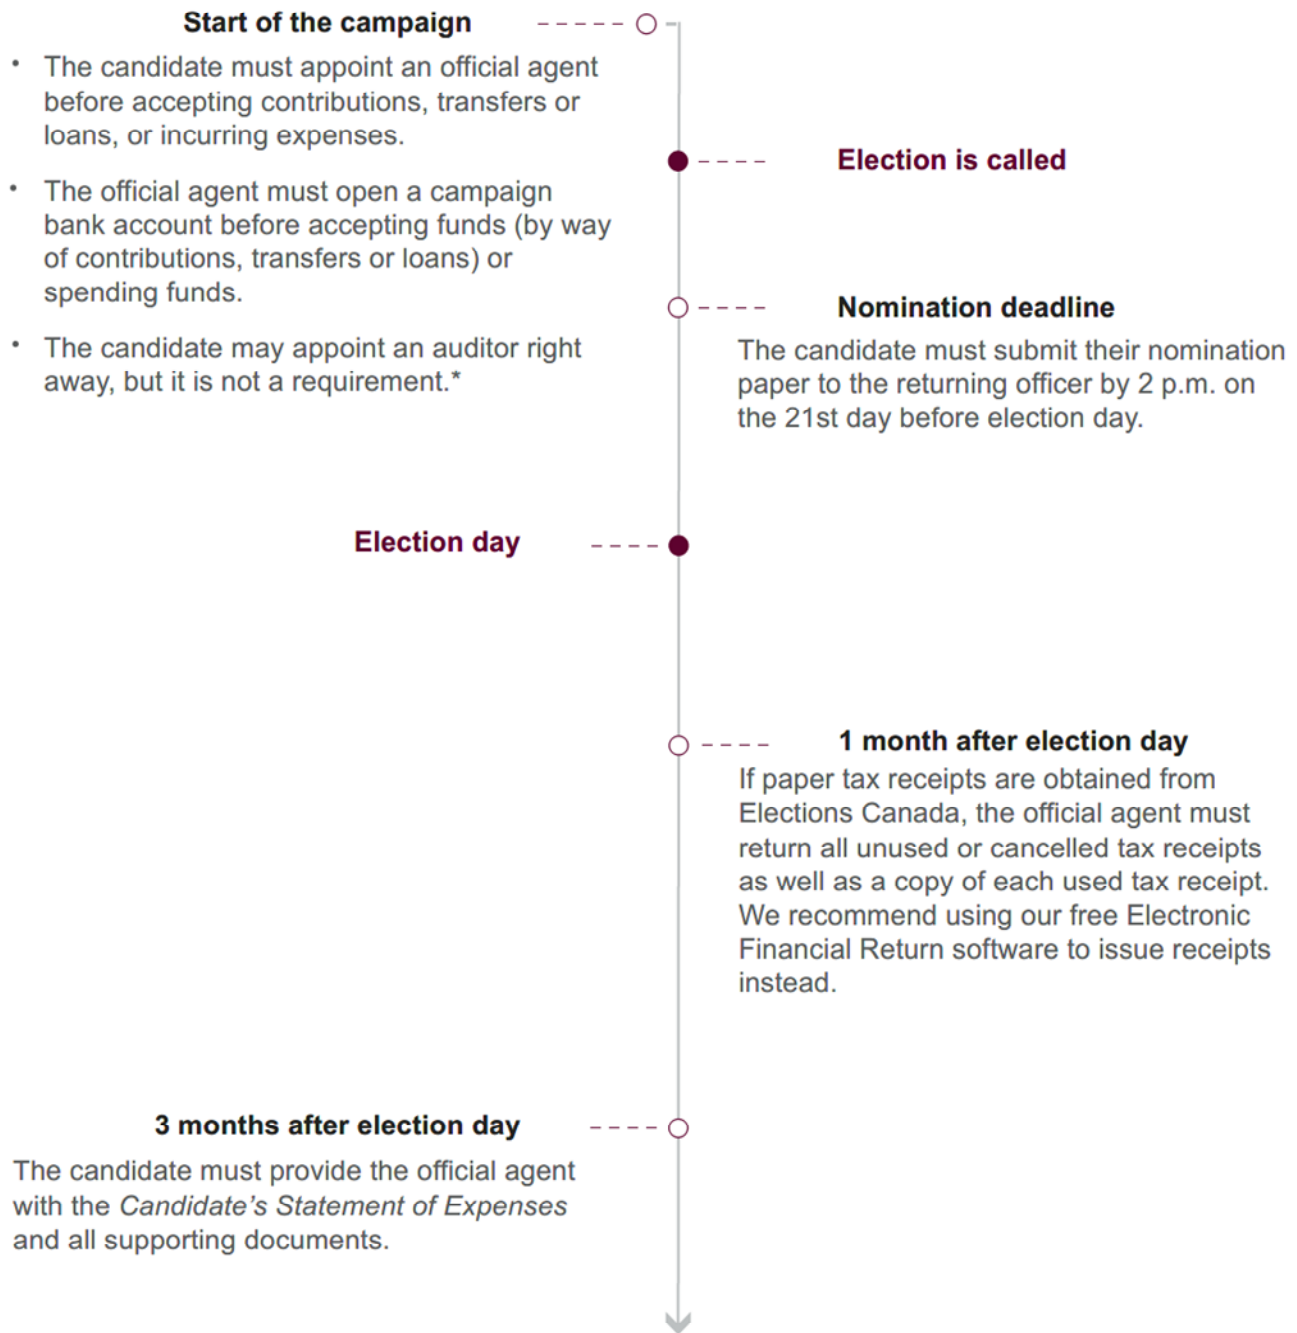 Start of the campaign
• The candidate must appoint an official agent
before accepting contributions, transfers or
loans, or incurring expenses.
• The official agent must open a campaign
bank account before accepting funds (by way
of contributions, transfers or loans) or
spending funds.
• The candidate may appoint an auditor right
away, but it is not a requirement.*
Election is called
Nomination deadline
The candidate must submit their nomination
paper to the returning officer by 2 p.m. on
the 21st day before election day.
Election day
1 month after election day
If paper tax receipts are obtained from
Elections Canada, the official agent must
return all unused or cancelled tax receipts
as well as a copy of each used tax receipt.
We recommend using our free Electronic
Financial Return software to issue receipts
instead.
3 months after election day
The candidate must provide the official agent
with the Candidate's Statement of Expenses
and all supporting documents.